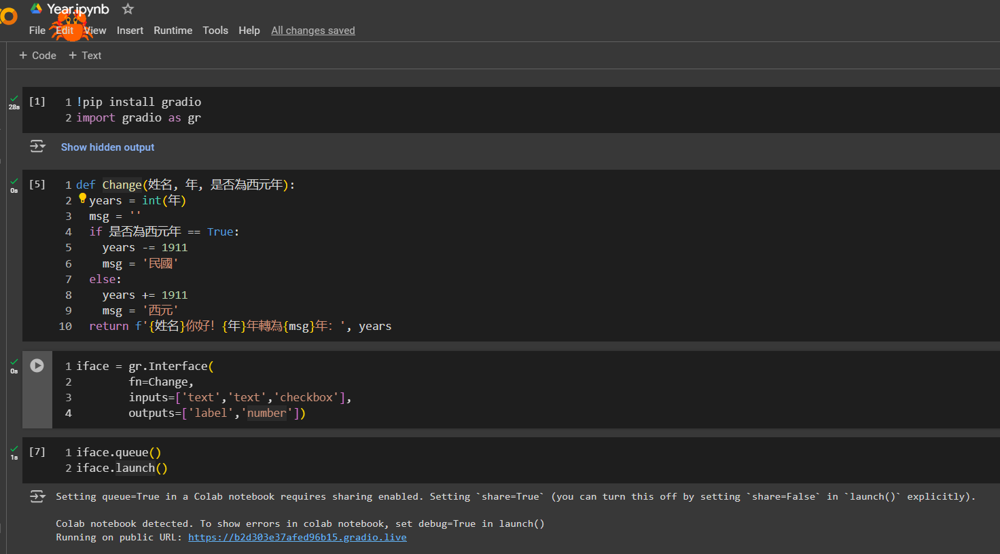 Year.ipynb
File Edit View Insert Runtime Tools Help All changes saved
+ Code + Text
28s [1] 1 !pip install gradio
2 import gradio as gr
Show hidden output
0s [5] 1 def Change(姓名, 年, 是否為西元年):
2 years = int(年)
3 msg = ''
4 if 是否為西元年 == True:
5 years -= 1911
6 msg = '民國'
7 else:
8 years += 1911
9 msg = '西元'
10 return f'{姓名}你好! {年}年轉為{msg}年: ', years
0s 1 iface = gr.Interface(
2 fn=Change,
3 inputs=['text','text','checkbox'],
4 outputs=['label','number'])
1s [7] 1 iface.queue()
2 iface.launch()
Setting queue=True in a Colab notebook requires sharing enabled. Setting `share=True` (you can turn this off by setting `share=False` in `launch()` explicitly).
Colab notebook detected. To show errors in colab notebook, set debug=True in launch()
Running on public URL: https://b2d303e37afed96b15.gradio.live